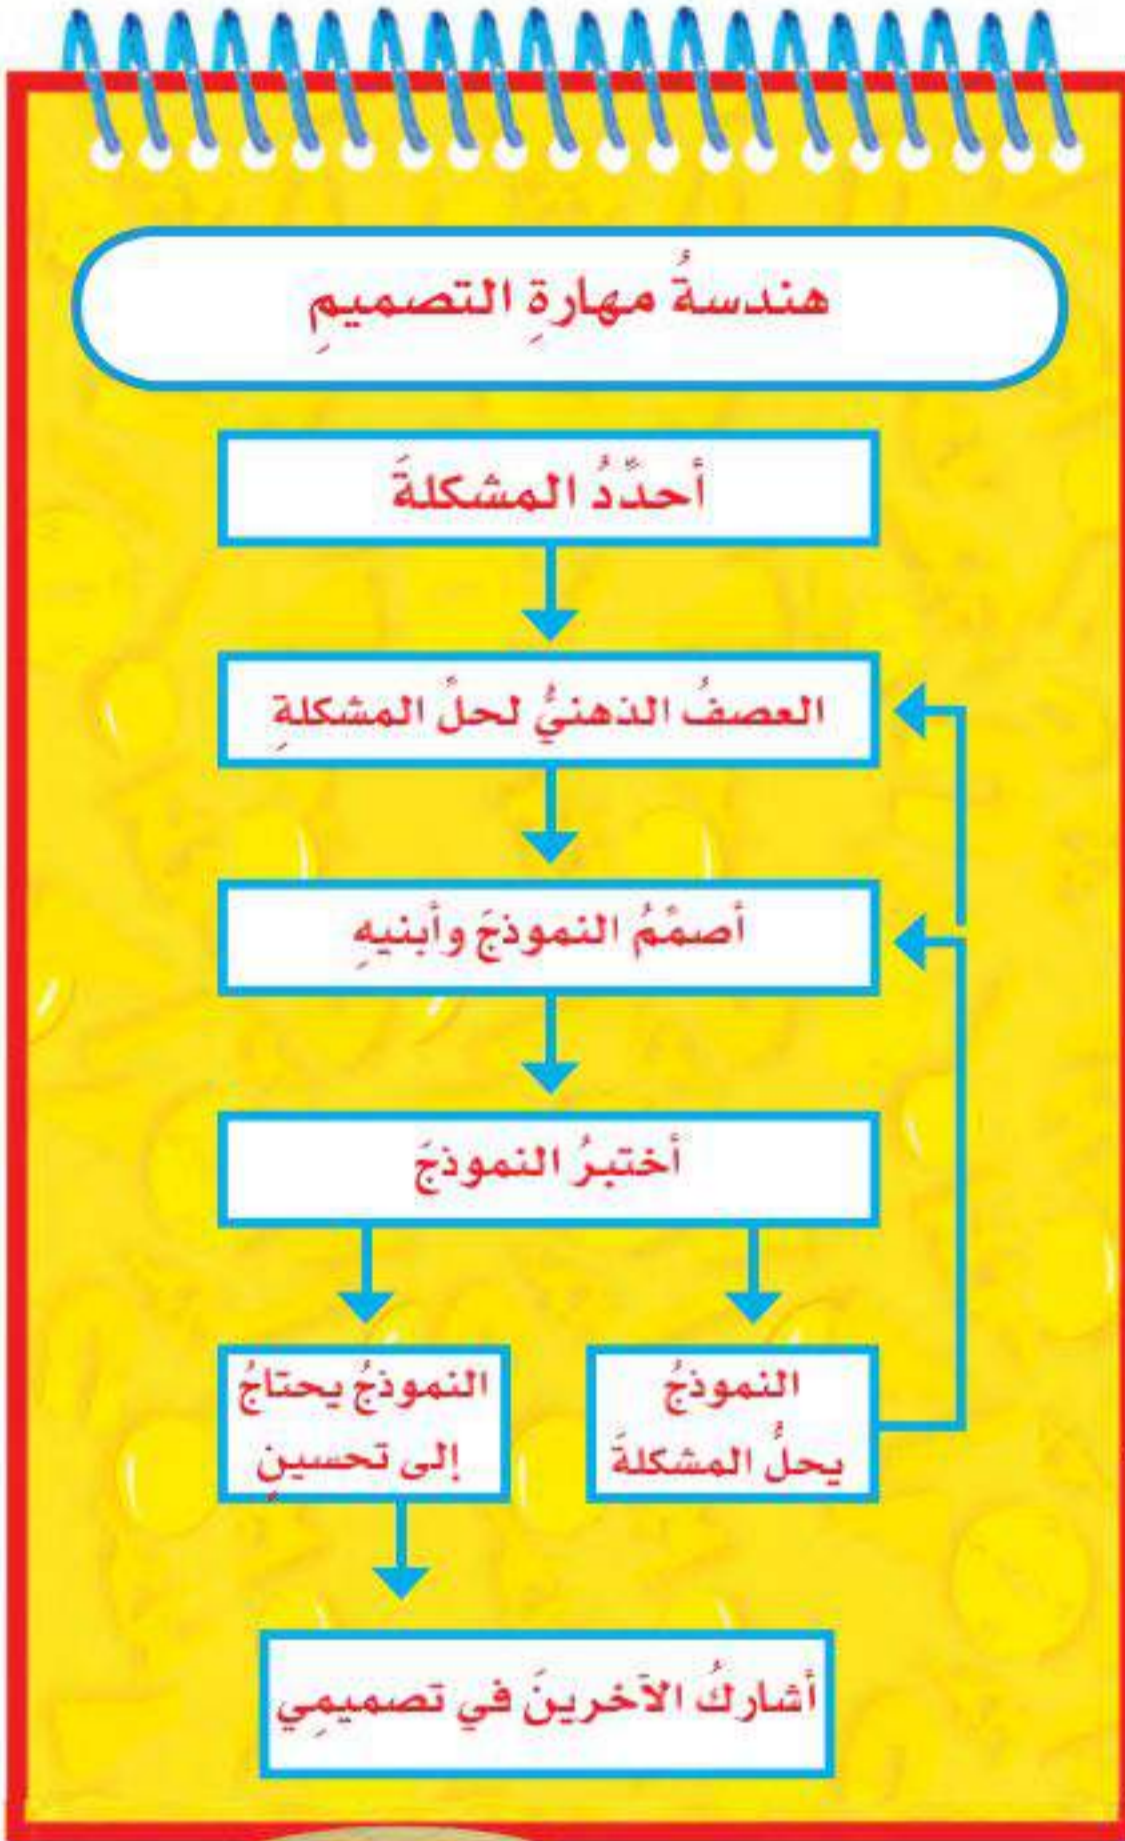 هندسةُ مهارةِ التصميمِ
أحدِّدُ المشكلةَ
العصفُ الذهنيُّ لحلِّ المشكلةِ
أصمِّمُ النموذجَ وأبنيهِ
أختبرُ النموذجَ
النموذجُ
يحلُّ المشكلةَ
النموذجُ يحتاجُ
إلى تحسينٍ
أشاركُ الآخرينَ في تصميمِي